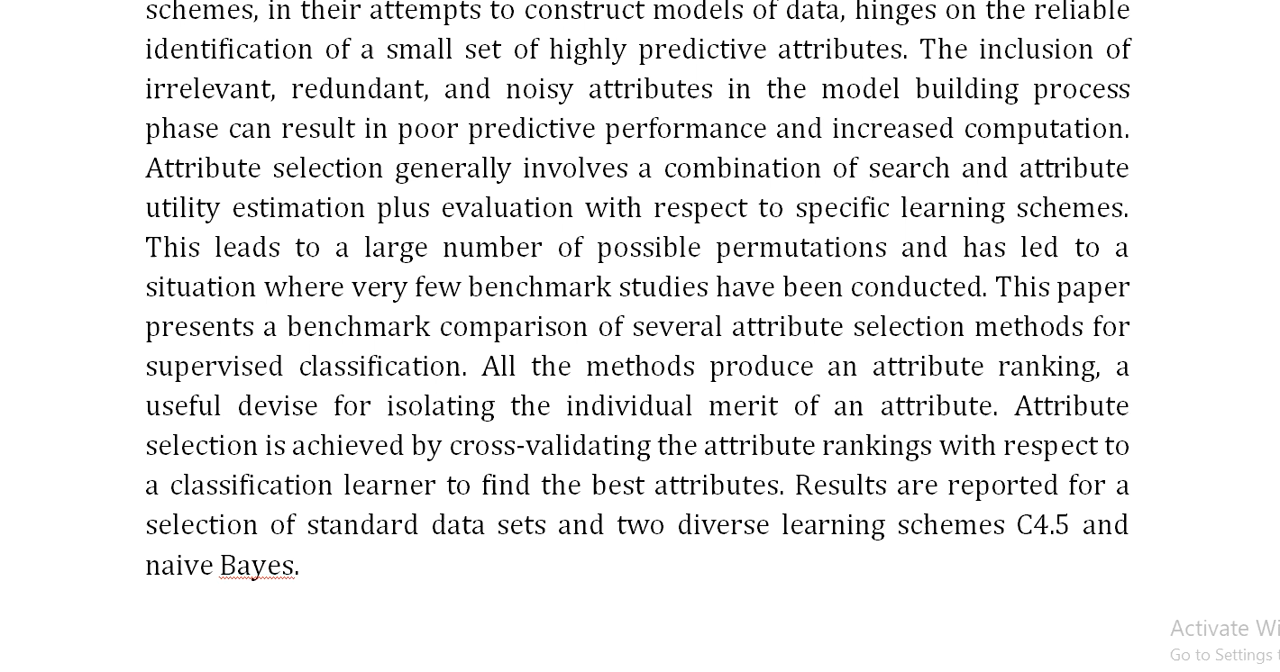 schemes, in their attempts to construct models of data, hinges on the reliable
identification of a small set of highly predictive attributes. The inclusion of
irrelevant, redundant, and noisy attributes in the model building process
phase can result in poor predictive performance and increased computation.
Attribute selection generally involves a combination of search and attribute
utility estimation plus evaluation with respect to specific learning schemes.
This leads to a large number of possible permutations and has led to a
situation where very few benchmark studies have been conducted. This paper
presents a benchmark comparison of several attribute selection methods for
supervised classification. All the methods produce an attribute ranking, a
useful devise for isolating the individual merit of an attribute. Attribute
selection is achieved by cross-validating the attribute rankings with respect to
a classification learner to find the best attributes. Results are reported for a
selection of standard data sets and two diverse learning schemes C4.5 and
naive Bayes.
Activate Wi
Go to Settings